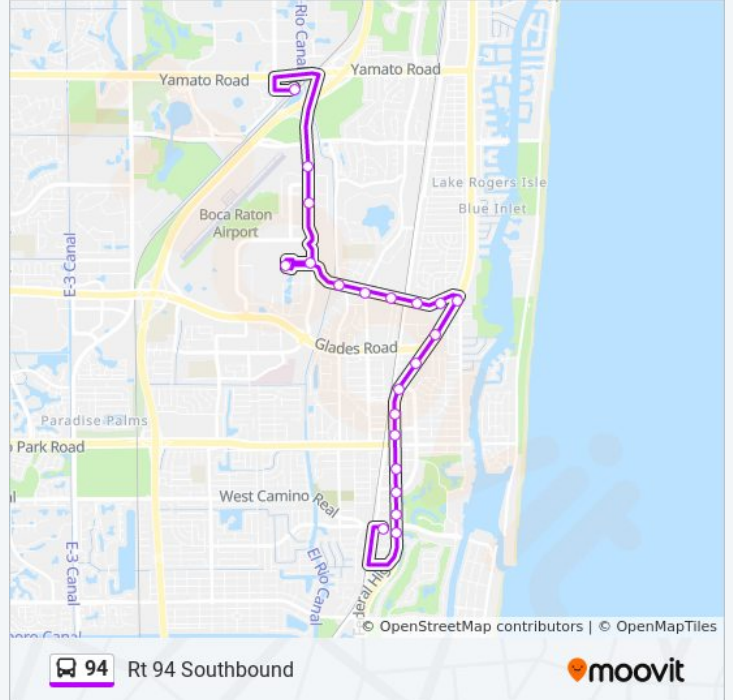 Rio Canal
Yamato Road
Yamato Road
Lake Rogers Isle
Blue Inlet
Boca Raton
Airport
E-3 Canal
Glades Road
Paradise Palms
Park Road
West Camino Real
E-3 Canal
El Rio Canal
© OpenStreetMap contributors | © OpenMapTiles
94
Rt 94 Southbound
moovit